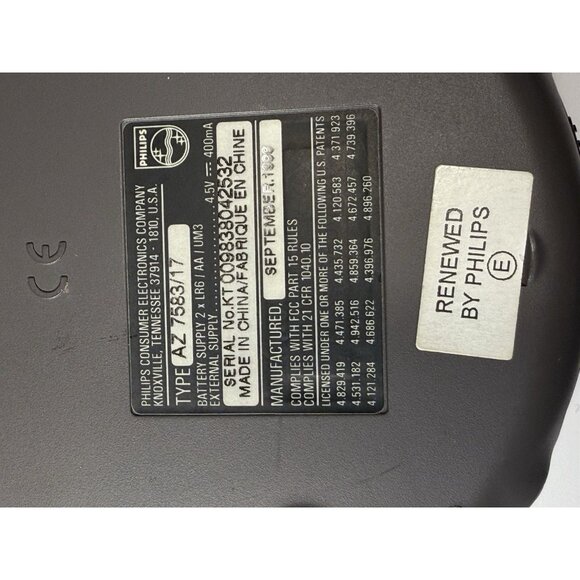 PHILIPS
PHILIPS CONSUMER ELECTRONICS COMPANY
KNOXVILLE, TENNESSEE 37914 - 1810, U.S.A.
TYPE AZ 7583/17
BATTERY SUPPLY 2 x LR6 / AA / UM3
EXTERNAL SUPPLY 4.5V 400mA
SERIAL No.KT 009838042532
MADE IN CHINA/FABRIQUE EN CHINE
MANUFACTURED, SEPTEMBER.
COMPLIES WITH FCC PART 15 RULES
COMPLIES WITH 21 CFR 1040.10
LICENSED UNDER ONE OR MORE OF THE FOLLOWING U.S. PATENTS
4.829.419 4.471.385 4.435.732 4.120.583 4.371.923
4.531.182 4.942.516 4.859.364 4.672.457 4.739.396
4.121.284 4.686.622 4.396.976 4.896.260
CE
RENEWED
BY PHILIPS
E